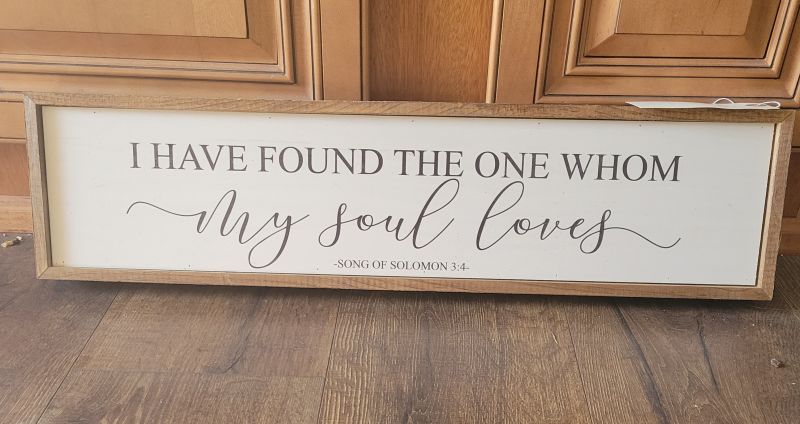 I HAVE FOUND THE ONE WHOM
my soul loves
-SONG OF SOLOMON 3:4-